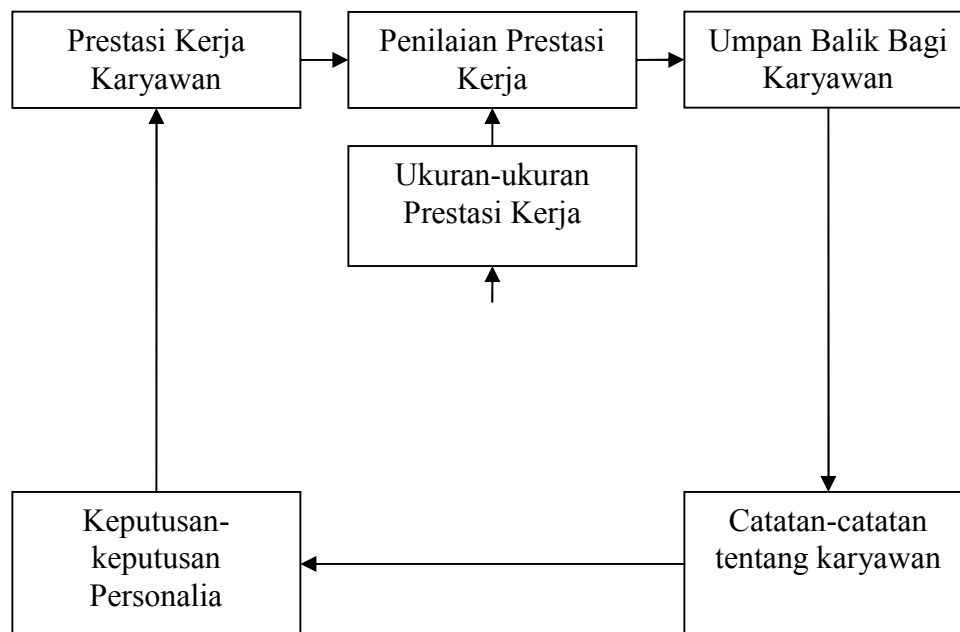 Prestasi Kerja
Karyawan
Penilaian Prestasi
Kerja
Umpan Balik Bagi
Karyawan
Ukuran-ukuran
Prestasi Kerja
Keputusan-
keputusan
Personalia
Catatan-catatan
tentang karyawan